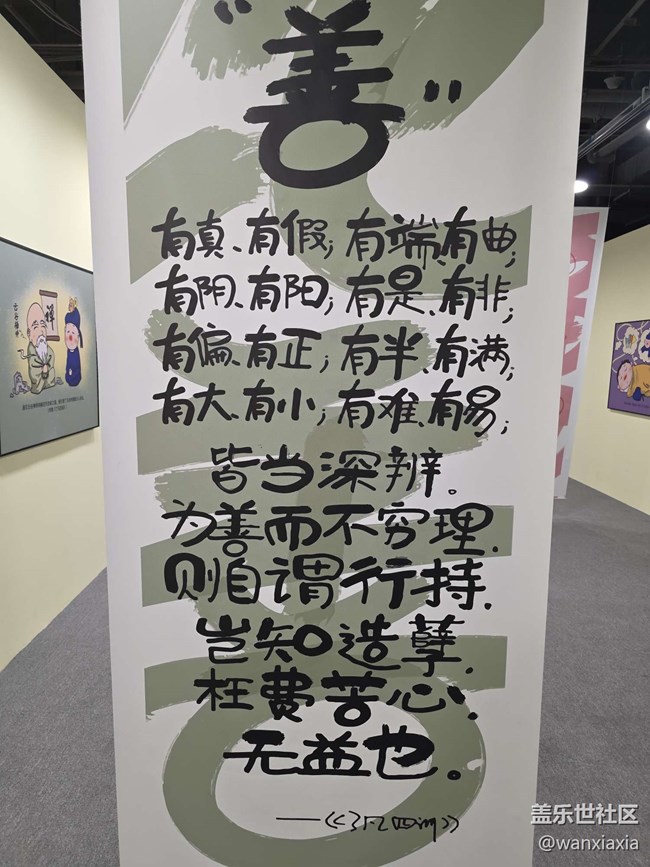 “善”
有真、有假；有端、有曲；
有阴、有阳；有是、有非；
有偏、有正；有半、有满；
有大、有小；有难、有易；
皆当深辨。
为善而不穷理，
则自谓行持，
岂知造孽，
枉费苦心，
无益也。
——《了凡四训》
禅
盖乐世社区
@wanxiaxia